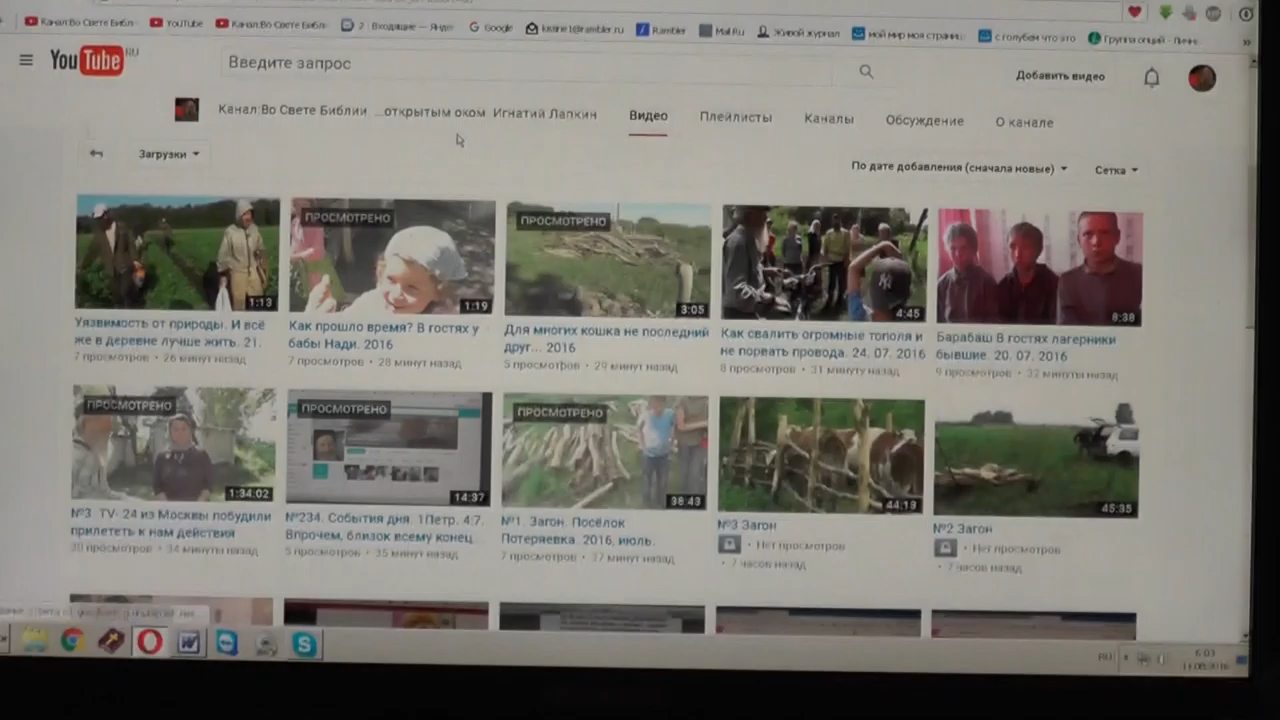 Канал:Во Свете Библи
YouTube
Канал:Во Свете Библ
2 Входящие — Янде
Google
Rambler
Mail.Ru
Живой журнал
мой мир моя страни
с голубем что это
Группа опций - Личн
YouTube RU
Введите запрос
Добавить видео
Канал:Во Свете Библии ...открытым оком Игнатий Лапкин
Видео
Плейлисты
Каналы
Обсуждение
О канале
Загрузки
По дате добавления (сначала новые)
Сетка
1:13
Уязвимость от природы. И всё
же в деревне лучше жить. 21.
7 просмотров • 26 минут назад
ПРОСМОТРЕНО
1:19
Как прошло время? В гостях у
бабы Нади. 2016
7 просмотров • 28 минут назад
ПРОСМОТРЕНО
3:05
Для многих кошка не последний
друг... 2016
5 просмотров • 29 минут назад
4:45
Как свалить огромные тополя и
не порвать провода. 24. 07. 2016
8 просмотров • 31 минуту назад
8:38
Барабаш В гостях лагерники
бывшие. 20. 07. 2016
9 просмотров • 32 минуты назад
ПРОСМОТРЕНО
1:34:02
№3 TV- 24 из Москвы побудили
прилететь к нам действия
30 просмотров • 34 минуты назад
ПРОСМОТРЕНО
14:37
№234. События дня. 1Петр. 4:7.
Впрочем, близок всему конец.
5 просмотров • 35 минут назад
ПРОСМОТРЕНО
38:43
№1. Загон. Посёлок
Потеряевка. 2016, июль.
7 просмотров • 37 минут назад
44:13
№3 Загон
• Нет просмотров
• 7 часов назад
45:35
№2 Загон
• Нет просмотров
• 7 часов назад
RU
6:03
11.08.2016